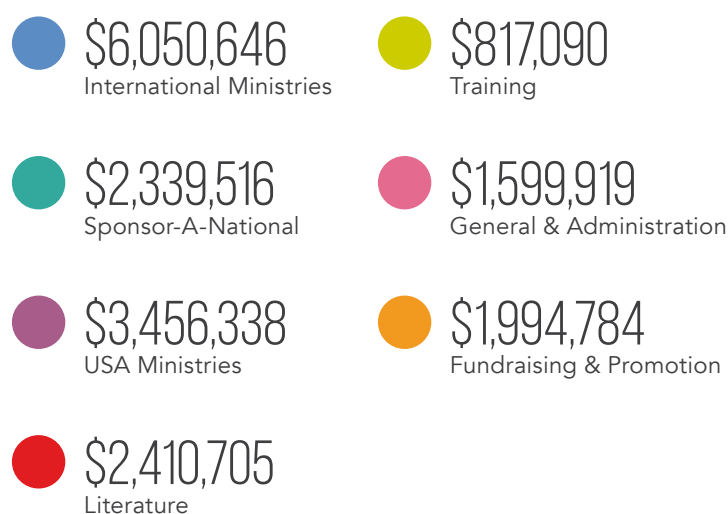 $6,050,646
International Ministries
$2,339,516
Sponsor-A-National
$3,456,338
USA Ministries
$2,410,705
Literature
$817,090
Training
$1,599,919
General & Administration
$1,994,784
Fundraising & Promotion